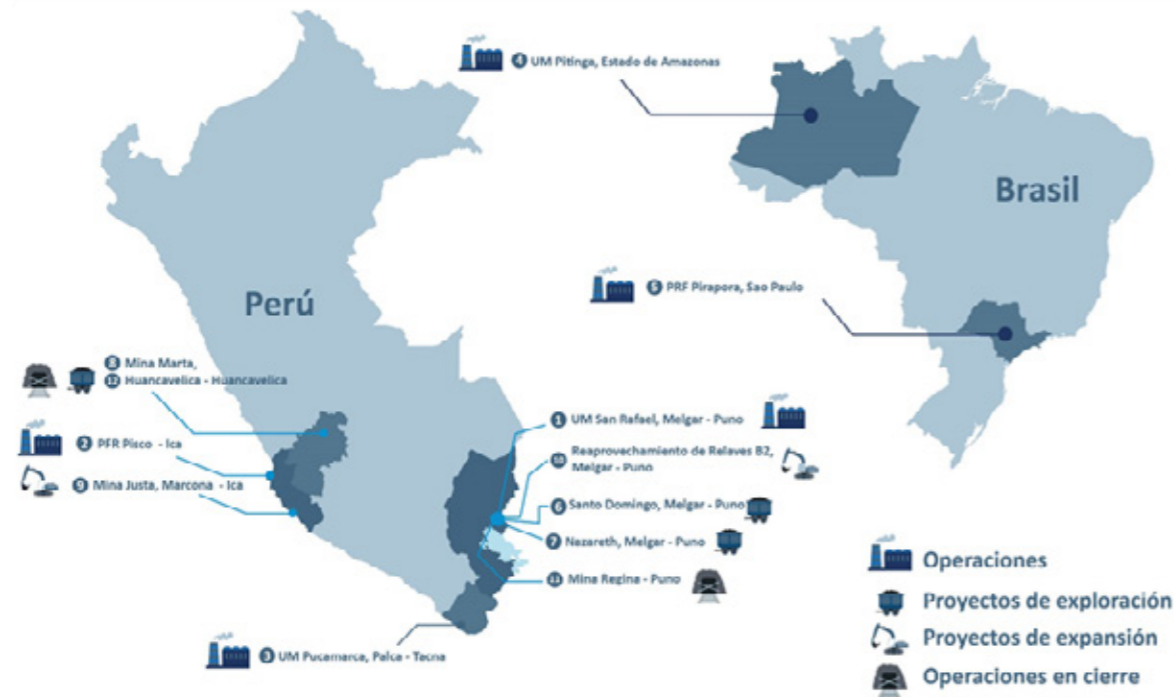 4 UM Pitinga, Estado de Amazonas
Brasil
5 PRF Pirapora, Sao Paulo
Perú
8 Mina Marta,
12 Huancavelica - Huancavelica
2 PFR Pisco - Ica
9 Mina Justa, Marcona - Ica
1 UM San Rafael, Melgar - Puno
10 Reaprovechamiento de Relaves B2,
Melgar - Puno
6 Santo Domingo, Melgar - Puno
7 Nazareth, Melgar - Puno
11 Mina Regina - Puno
3 UM Pucamarca, Palca - Tacna
Operaciones
Proyectos de exploración
Proyectos de expansión
Operaciones en cierre